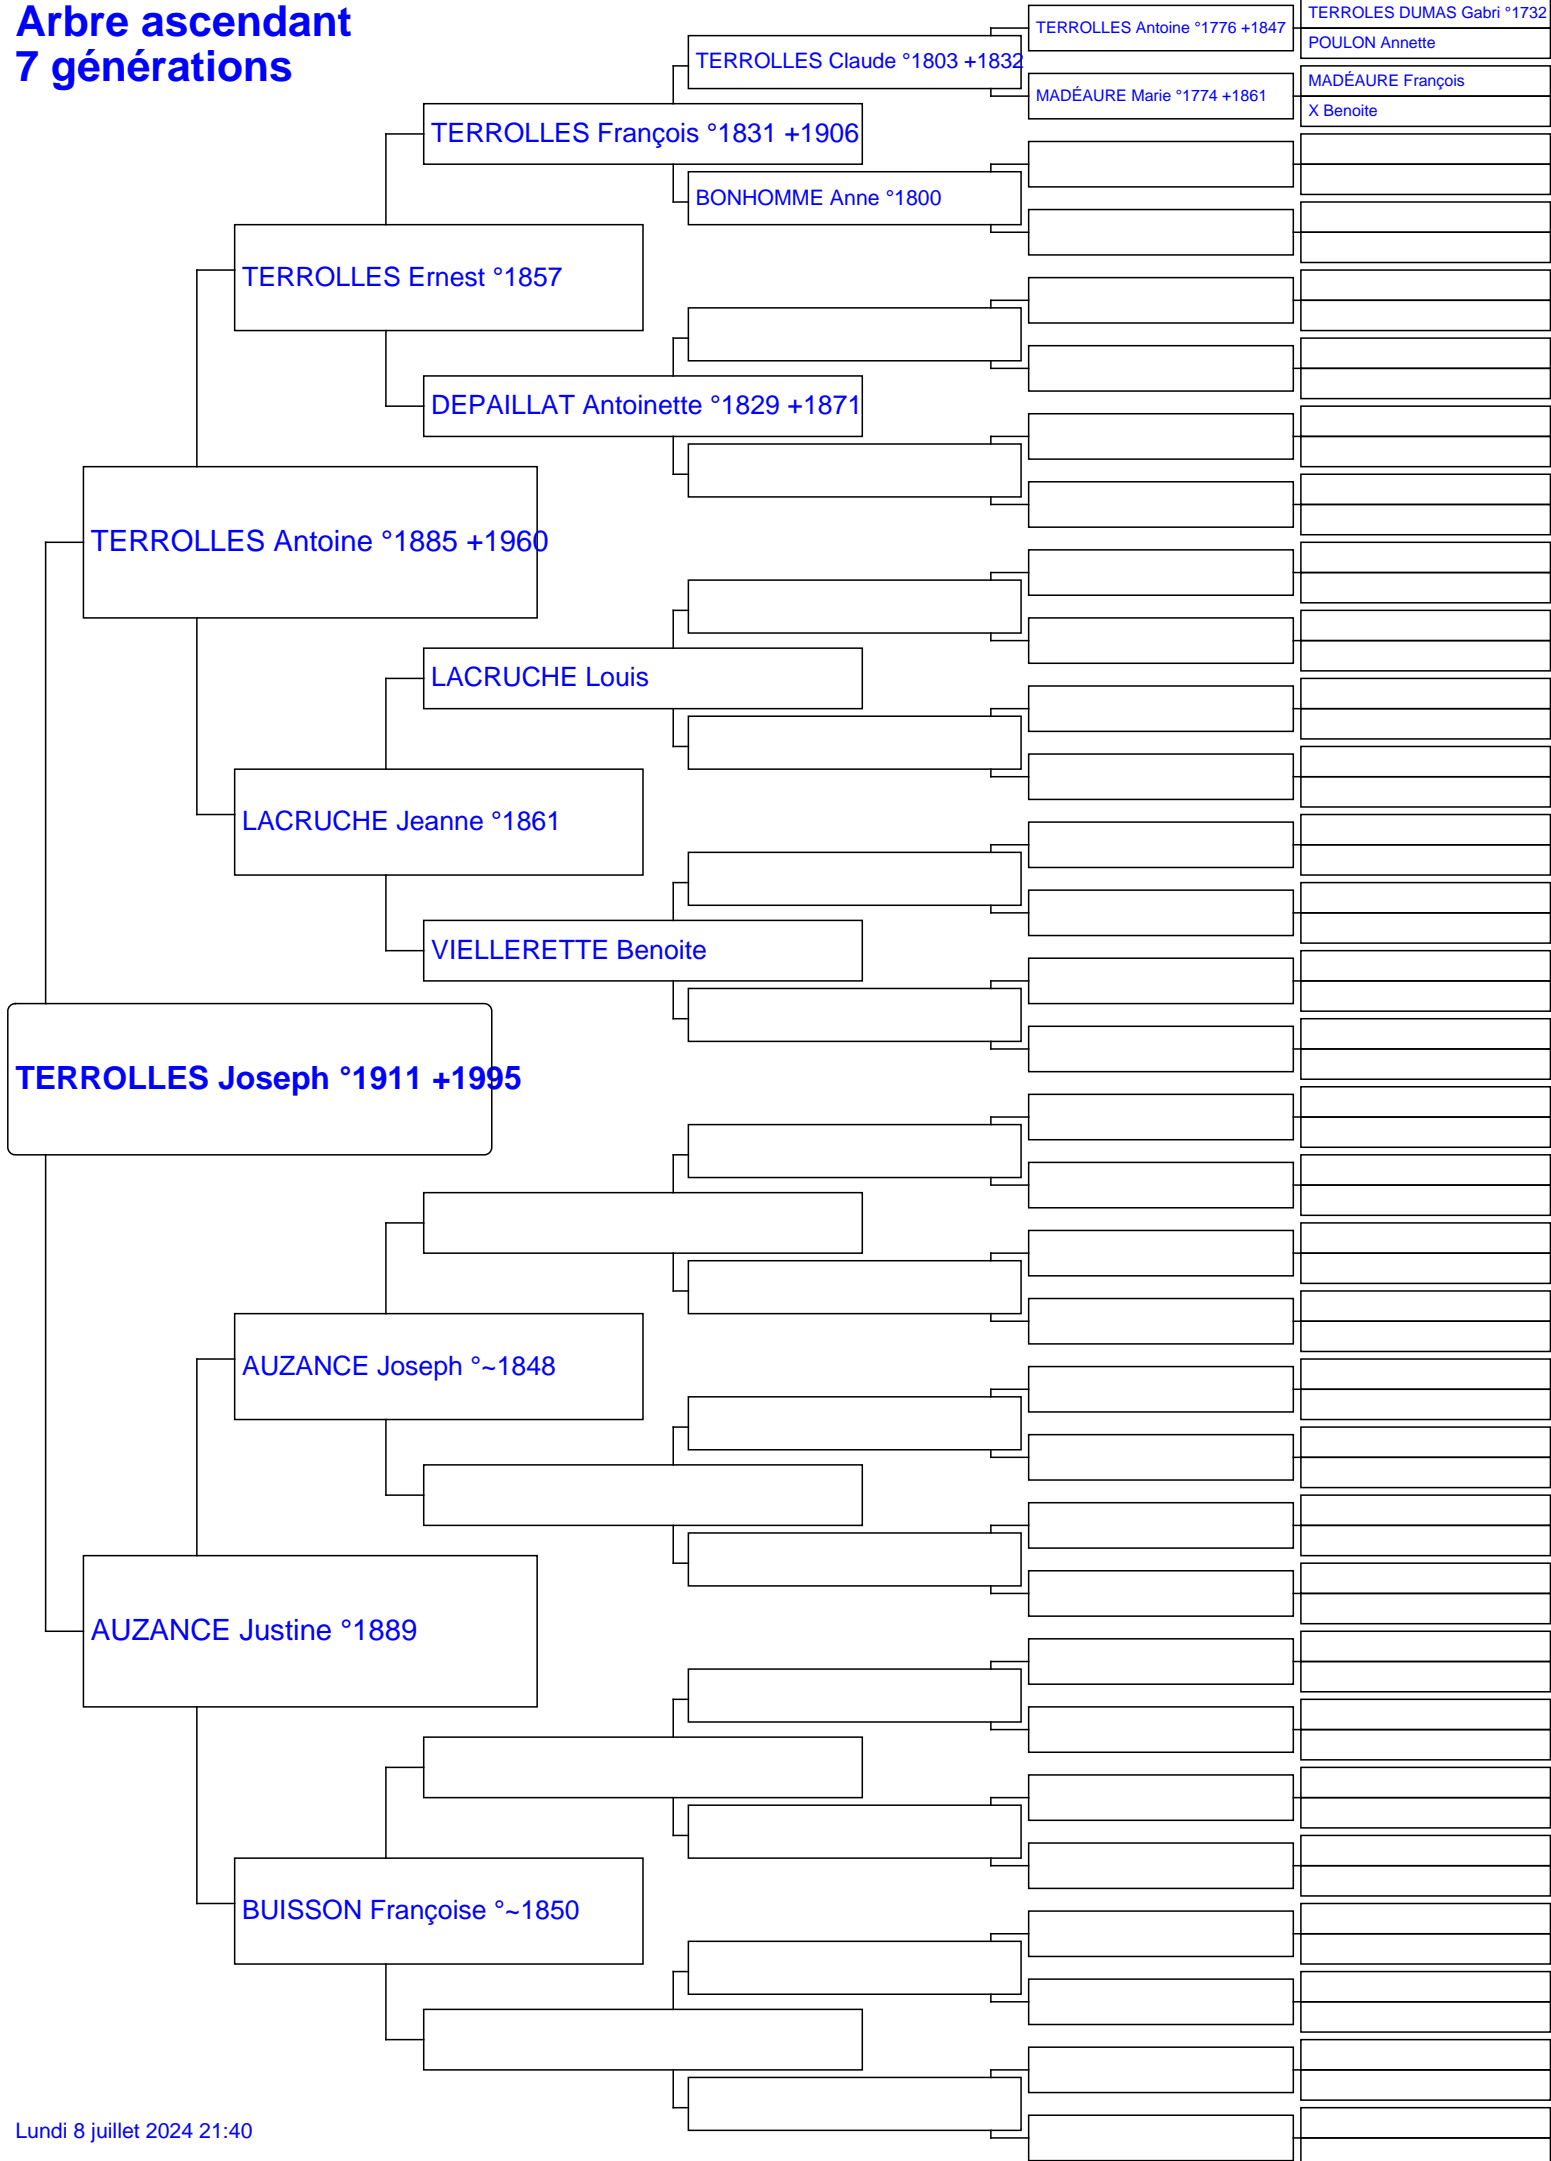 Arbre ascendant
7 générations
TERROLLES Antoine °1776 +1847
TERROLES DUMAS Gabri °1732
POULON Annette
TERROLLES Claude °1803 +1832
MADÉAURE Marie °1774 +1861
MADÉAURE François
X Benoite
TERROLLES François °1831 +1906
BONHOMME Anne °1800
TERROLLES Ernest °1857
DEPAILLAT Antoinette °1829 +1871
TERROLLES Antoine °1885 +1960
LACRUCHE Louis
LACRUCHE Jeanne °1861
VIELLERETTE Benoite
TERROLLES Joseph °1911 +1995
AUZANCE Joseph °~1848
AUZANCE Justine °1889
BUISSON Françoise °~1850
Lundi 8 juillet 2024 21:40